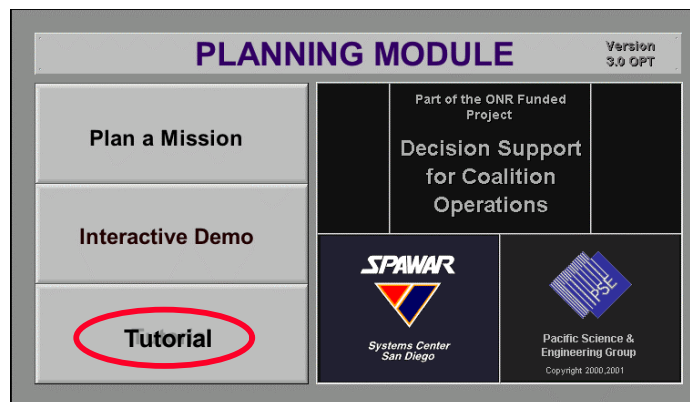 PLANNING MODULE
Version
3.0 OPT
Plan a Mission
Interactive Demo
Tutorial
Part of the ONR Funded
Project
Decision Support
for Coalition
Operations
SPAWAR
Systems Center
San Diego
PSE
Pacific Science &
Engineering Group
Copyright 2000,2001